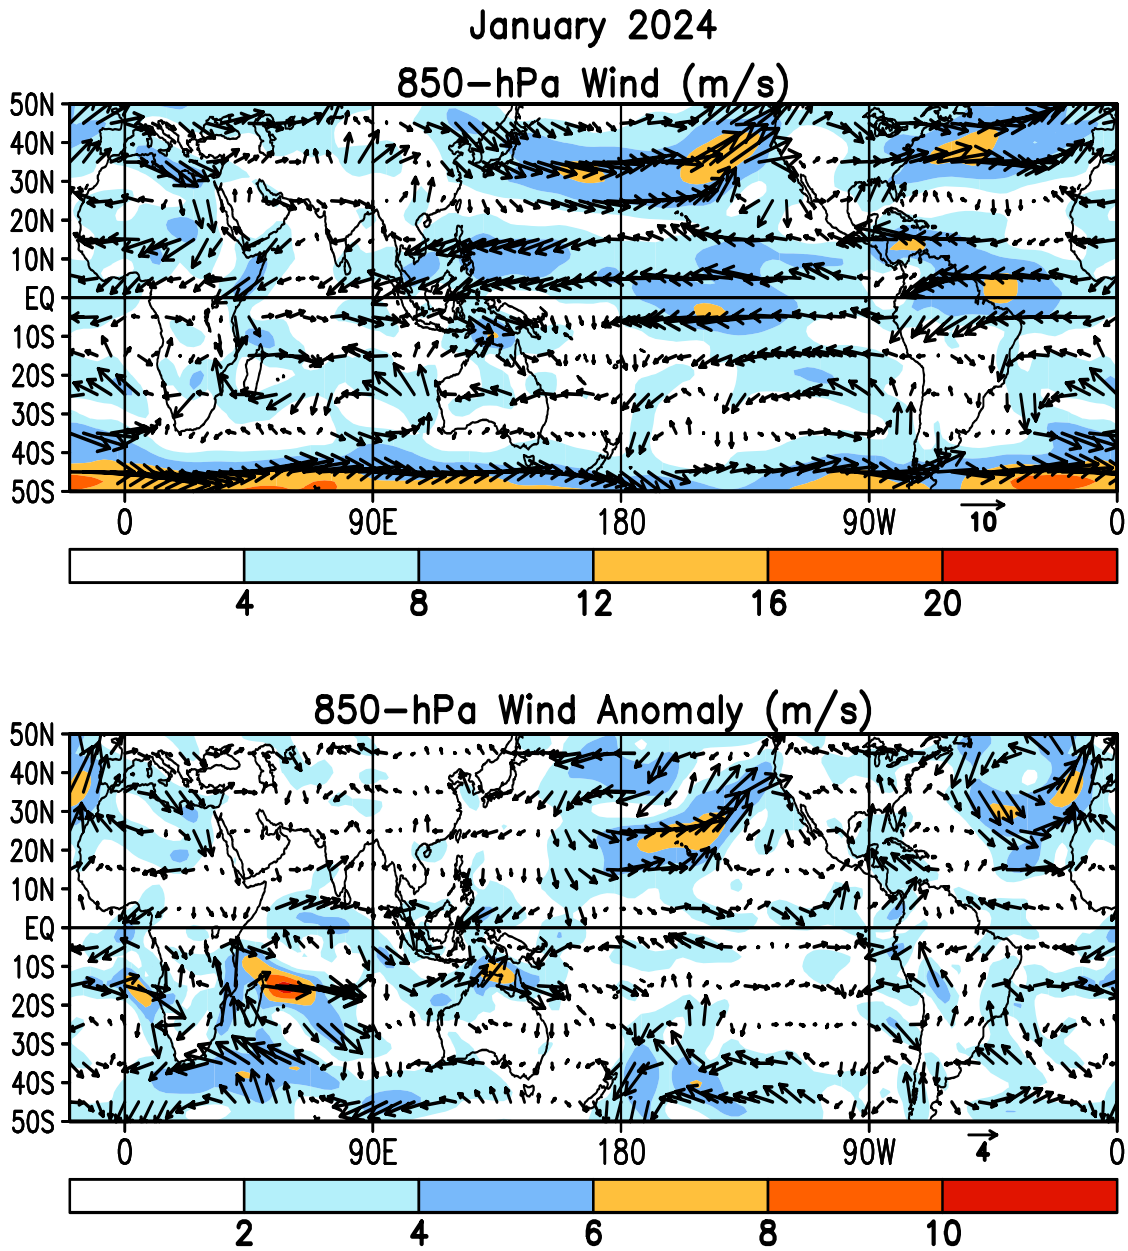 January 2024
850-hPa Wind (m/s)
50N
40N
30N
20N
10N
EQ
10S
20S
30S
40S
50S
0 90E 180 90W 0
10
4 8 12 16 20
850-hPa Wind Anomaly (m/s)
50N
40N
30N
20N
10N
EQ
10S
20S
30S
40S
50S
0 90E 180 90W 0
4
2 4 6 8 10